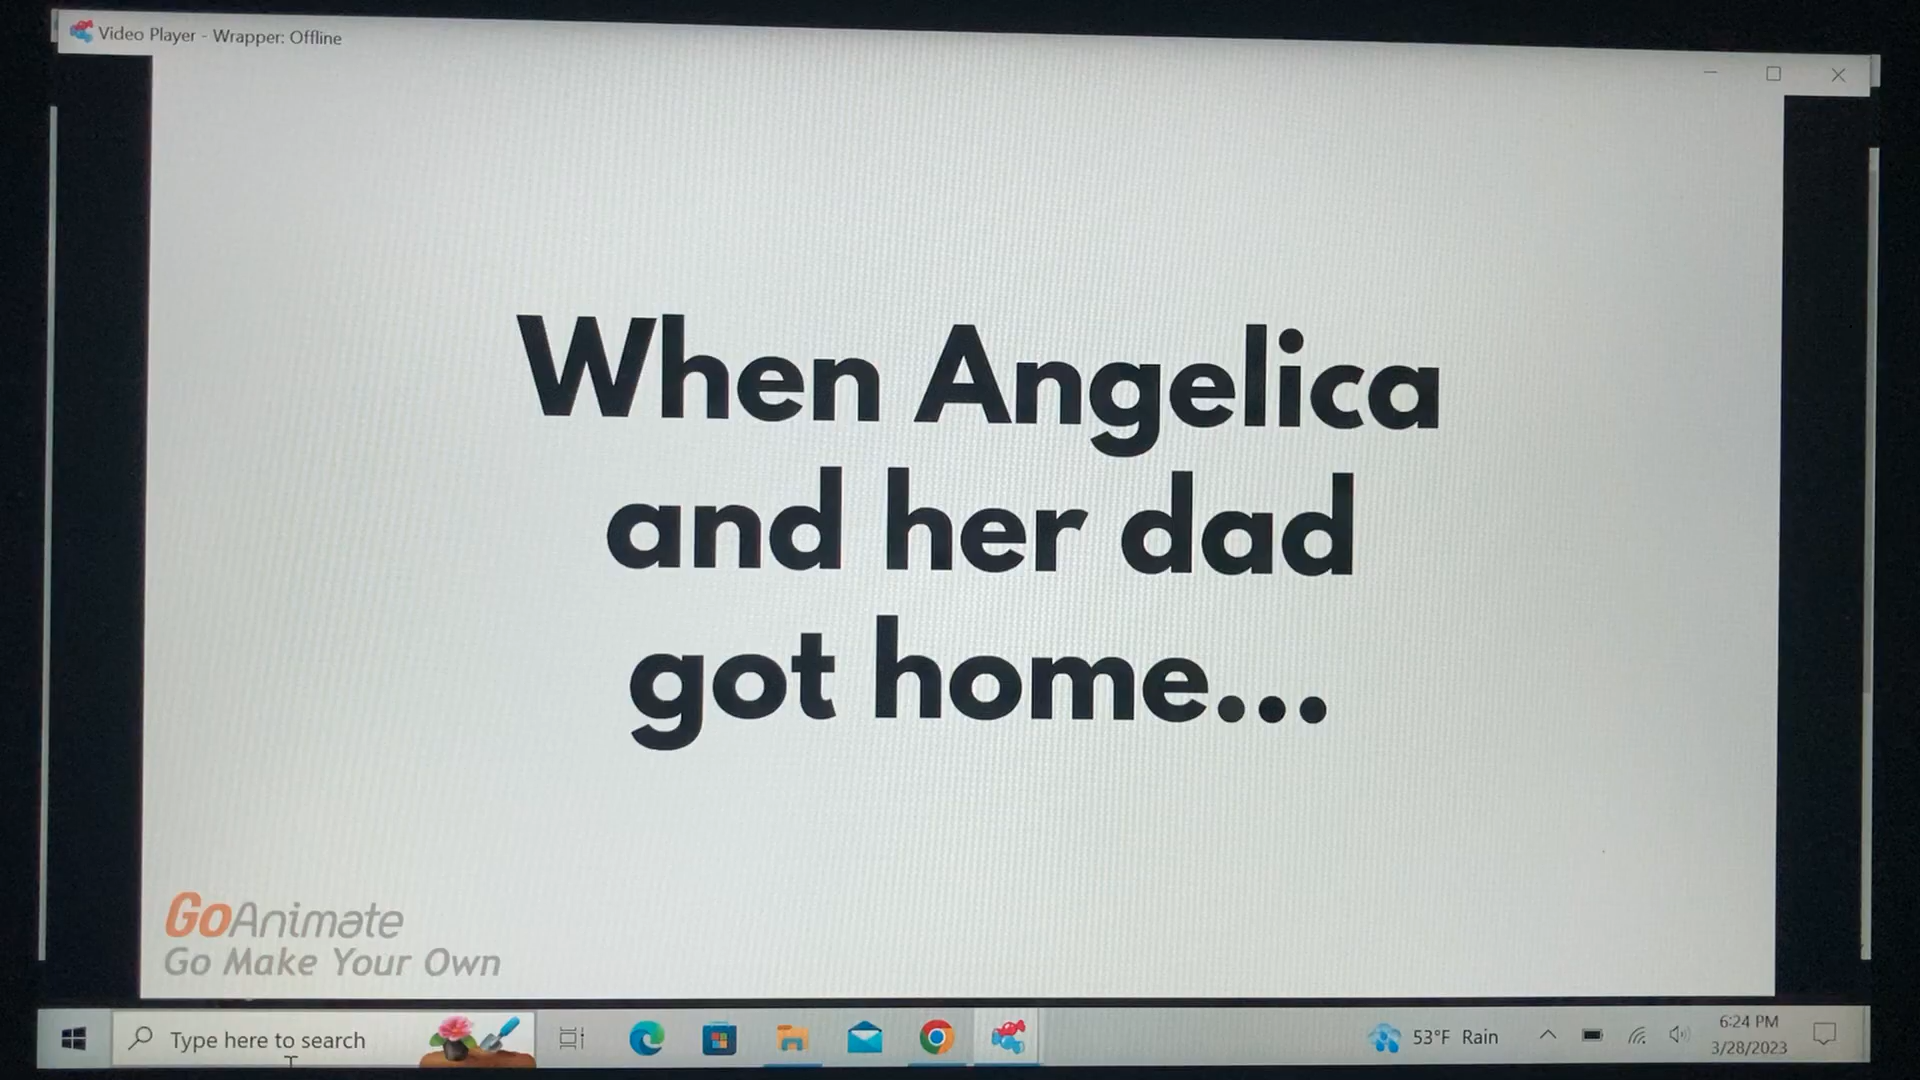 Video Player - Wrapper: Offline
When Angelica
and her dad
got home...
GoAnimate
Go Make Your Own
Type here to search
53°F Rain
6:24 PM
3/28/2023